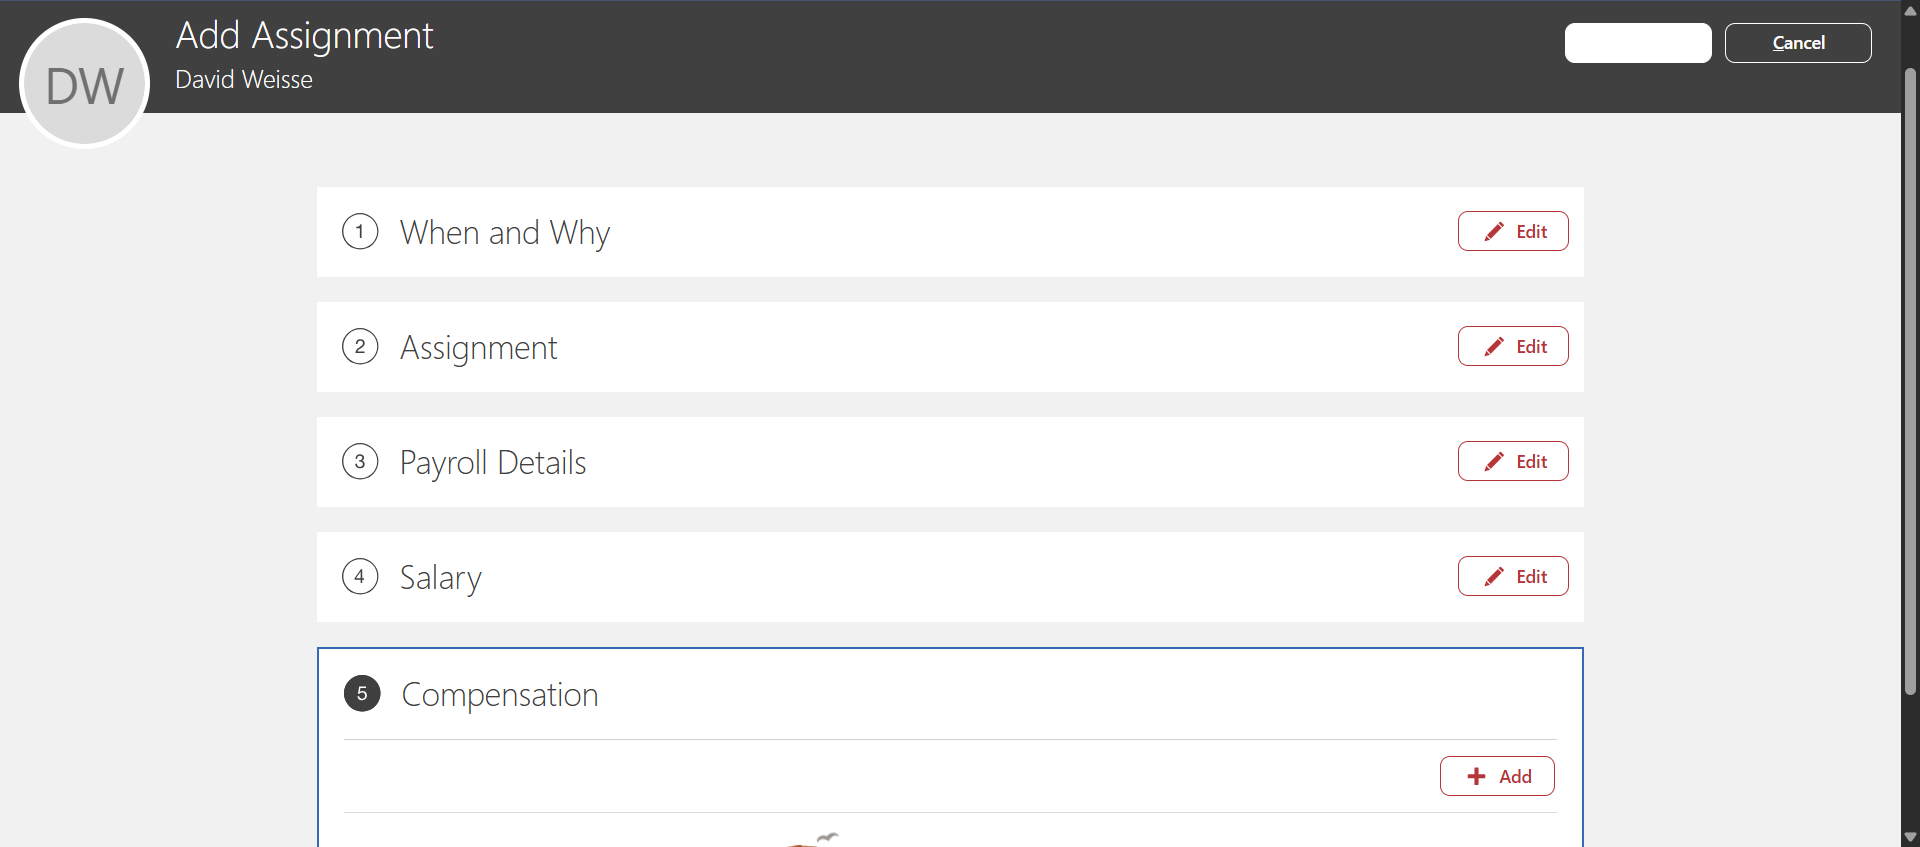 DW
Add Assignment
David Weisse
Cancel
1 When and Why Edit
2 Assignment Edit
3 Payroll Details Edit
4 Salary Edit
5 Compensation
Add